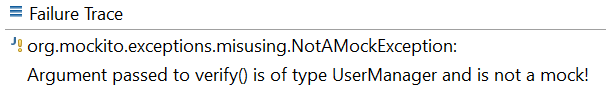 Failure Trace
org.mockito.exceptions.misusing.NotAMockException:
Argument passed to verify() is of type UserManager and is not a mock!